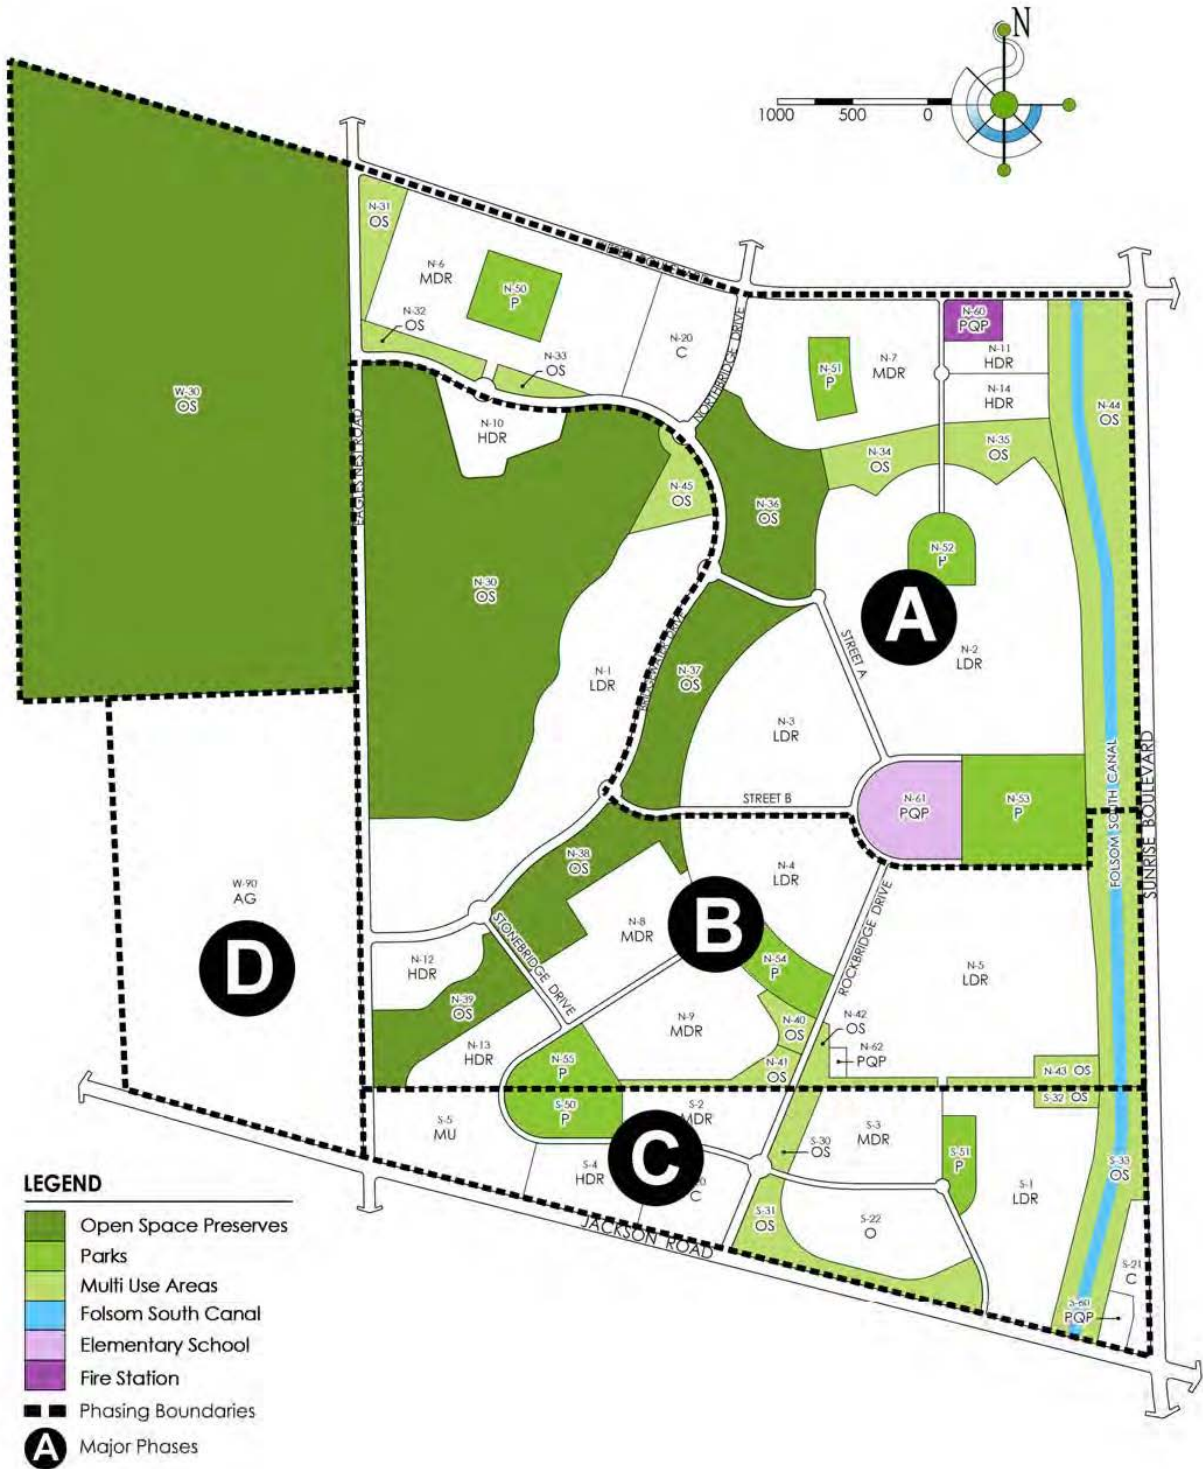 N
1000 500 0
N-31
OS
N-6
MDR
N-50
P
N-32
OS
N-33
OS
N-20
C
NORTHBRIDGE DRIVE
N-51
P
N-7
MDR
N-60
PQP
N-11
HDR
N-14
HDR
N-44
OS
W-30
OS
EAGLES NEST ROAD
N-10
HDR
N-45
OS
N-36
OS
N-34
OS
N-35
OS
N-52
P
N-30
OS
A
N-1
LDR
N-37
OS
STREET A
N-2
LDR
N-3
LDR
STREET B
N-61
PQP
N-53
P
FOLSOM SOUTH CANAL
SUNRISE BOULEVARD
N-38
OS
N-4
LDR
W-90
AG
D
N-8
MDR
B
STONEBRIDGE DRIVE
ROCKBRIDGE DRIVE
N-12
HDR
N-54
P
N-5
LDR
N-39
OS
N-9
MDR
N-40
OS
N-42
OS
N-13
HDR
N-55
P
N-41
OS
N-62
PQP
N-43 OS
S-32 OS
S-5
MU
S-50
P
S-2
MDR
S-3
MDR
S-30
OS
S-51
P
S-33
OS
C
S-4
HDR
C
S-1
LDR
S-31
OS
S-22
O
JACKSON ROAD
S-21
C
S-60
PQP
LEGEND
Open Space Preserves
Parks
Multi Use Areas
Folsom South Canal
Elementary School
Fire Station
Phasing Boundaries
A Major Phases